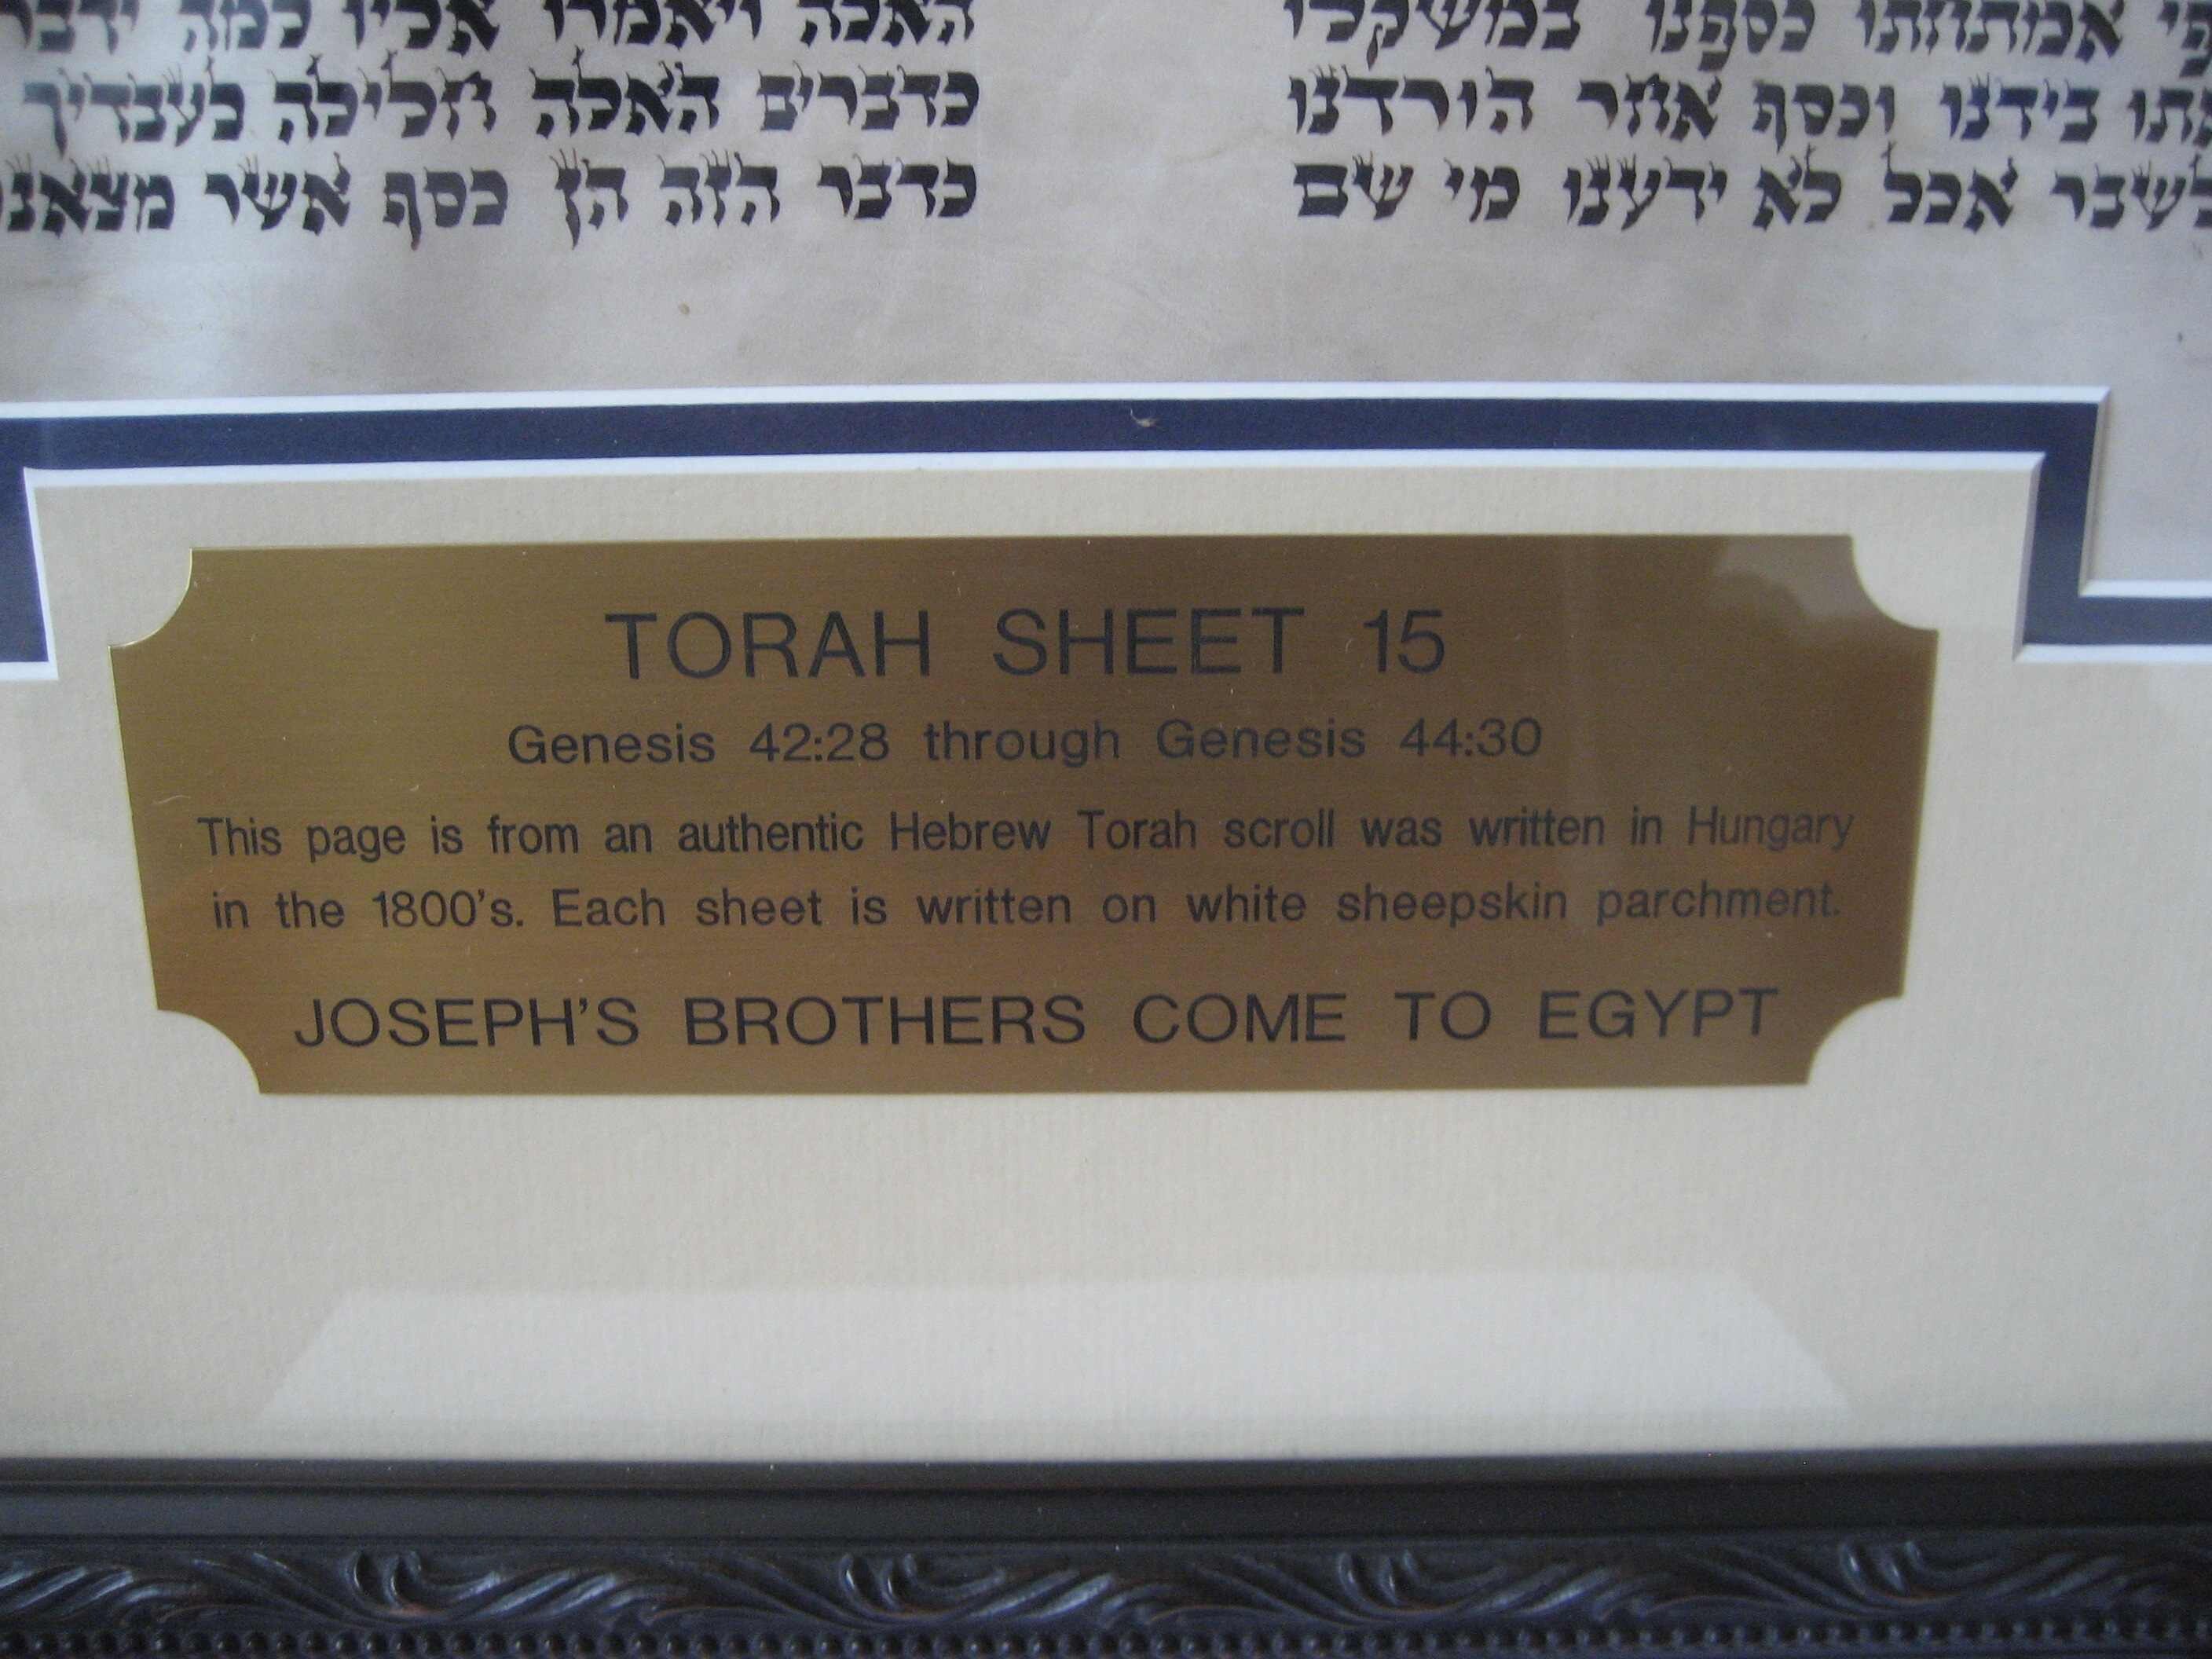 אמתחתו כספנו במשקלו
בידנו וכסף אחר הורדנו
לשבר אכל לא ידענו מי שם
האלה ויאמרו אליו למה ידבר
כדברים האלה חלילה לעבדיך
כדבר הזה הן כסף אשר מצאנו
TORAH SHEET 15
Genesis 42:28 through Genesis 44:30
This page is from an authentic Hebrew Torah scroll was written in Hungary
in the 1800's. Each sheet is written on white sheepskin parchment.
JOSEPH'S BROTHERS COME TO EGYPT